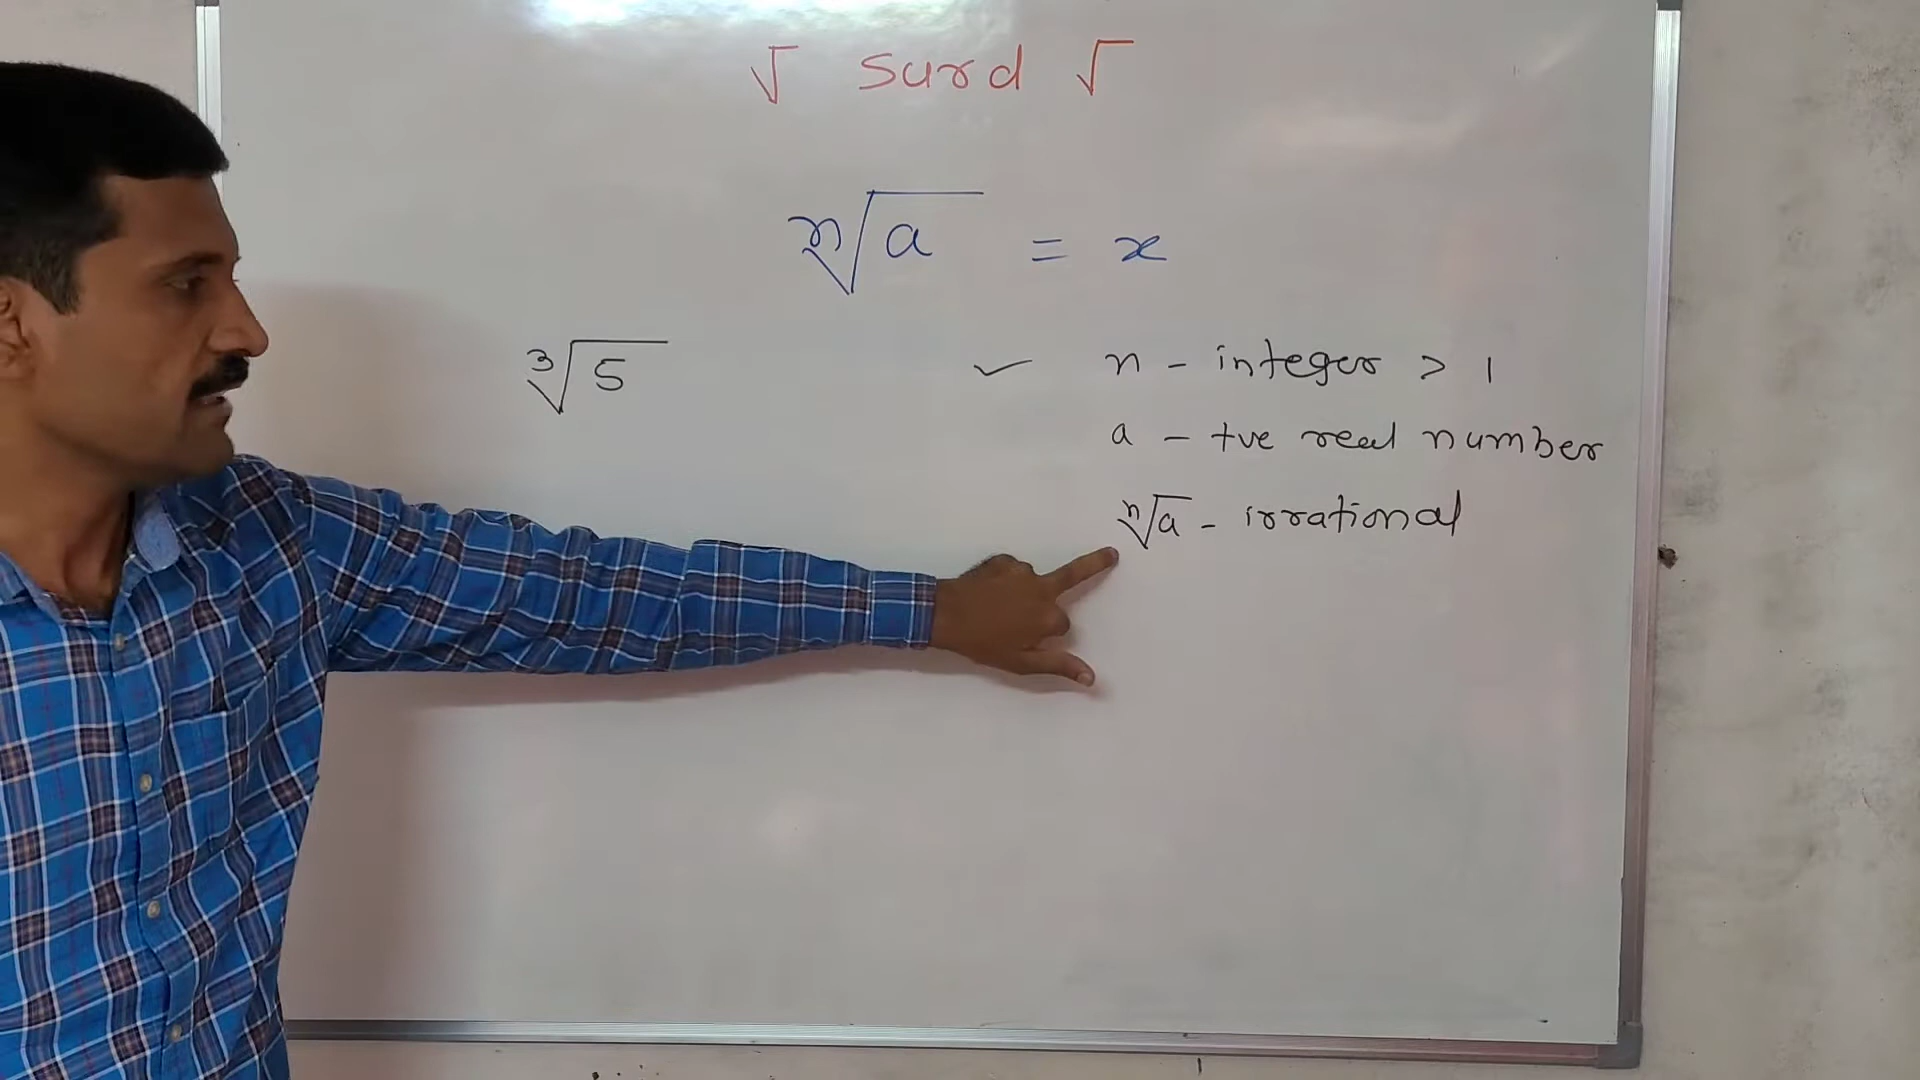 √ Surd √
ⁿ√a = x
³√5
✓ n - integer > 1
a - +ve real number
ⁿ√a - irrational